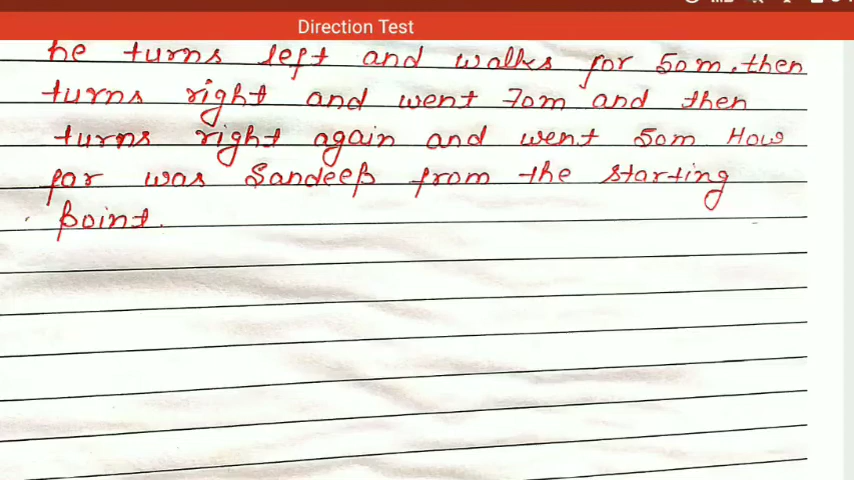 Direction Test
he turns left and walks for 50m. then
turns right and went 70m and then
turns right again and went 50m How
far was Sandeep from the starting
point.